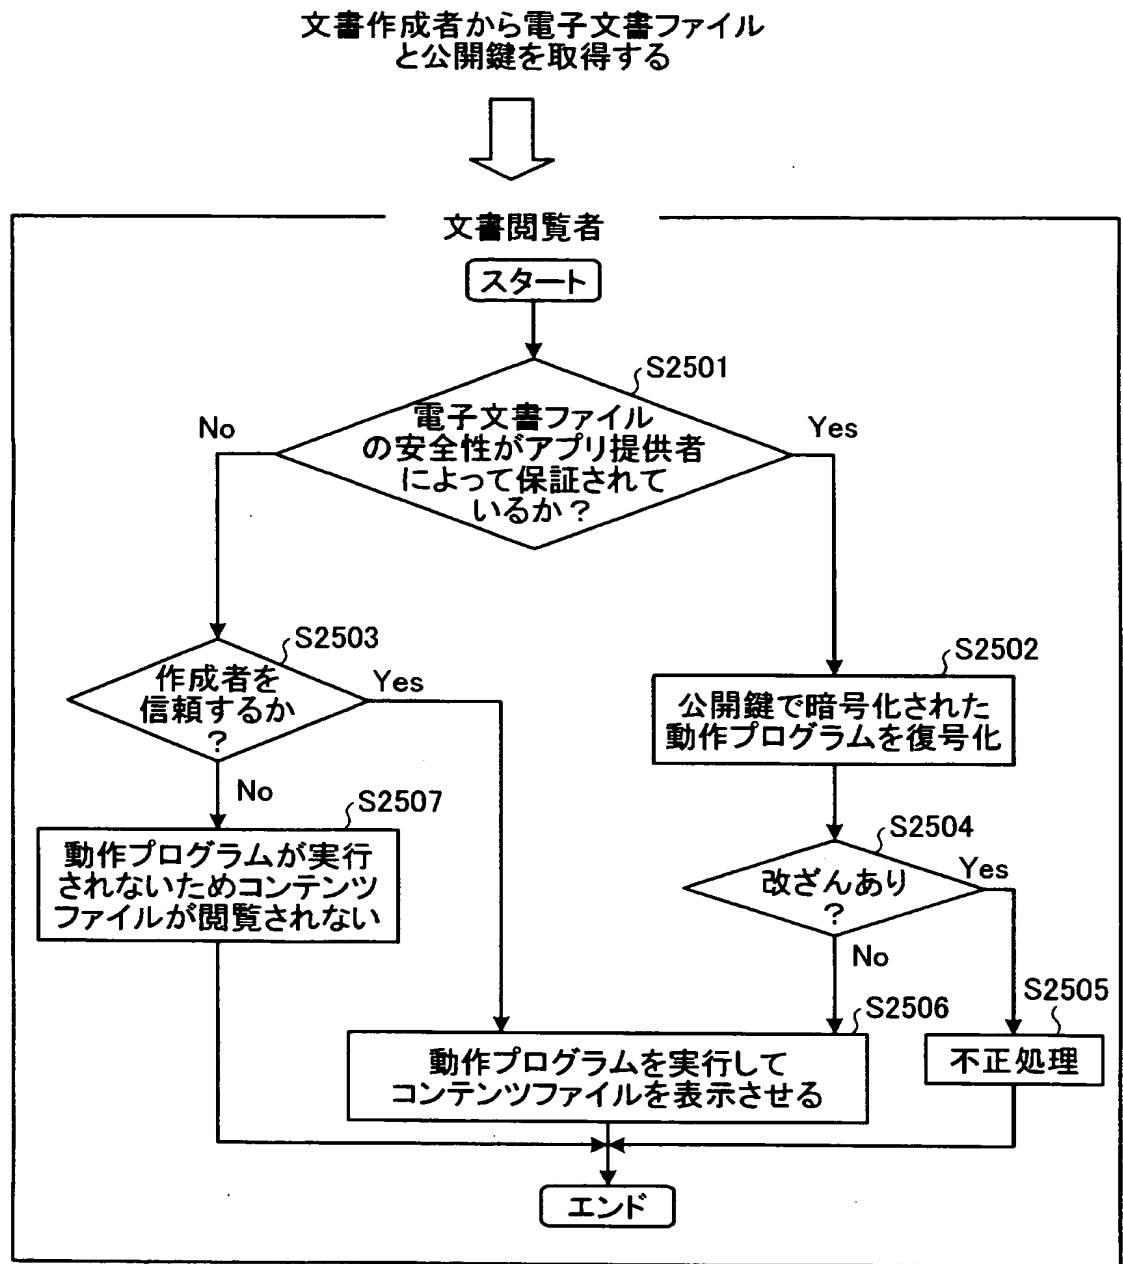 文書作成者から電子文書ファイル
と公開鍵を取得する
文書閲覧者
スタート
S2501
電子文書ファイル
の安全性がアプリ提供者
によって保証されて
いるか？
No
Yes
S2503
作成者を
信頼するか
？
Yes
No
S2502
公開鍵で暗号化された
動作プログラムを復号化
S2507
動作プログラムが実行
されないためコンテンツ
ファイルが閲覧されない
S2504
改ざんあり
？
Yes
No
S2505
不正処理
S2506
動作プログラムを実行して
コンテンツファイルを表示させる
エンド